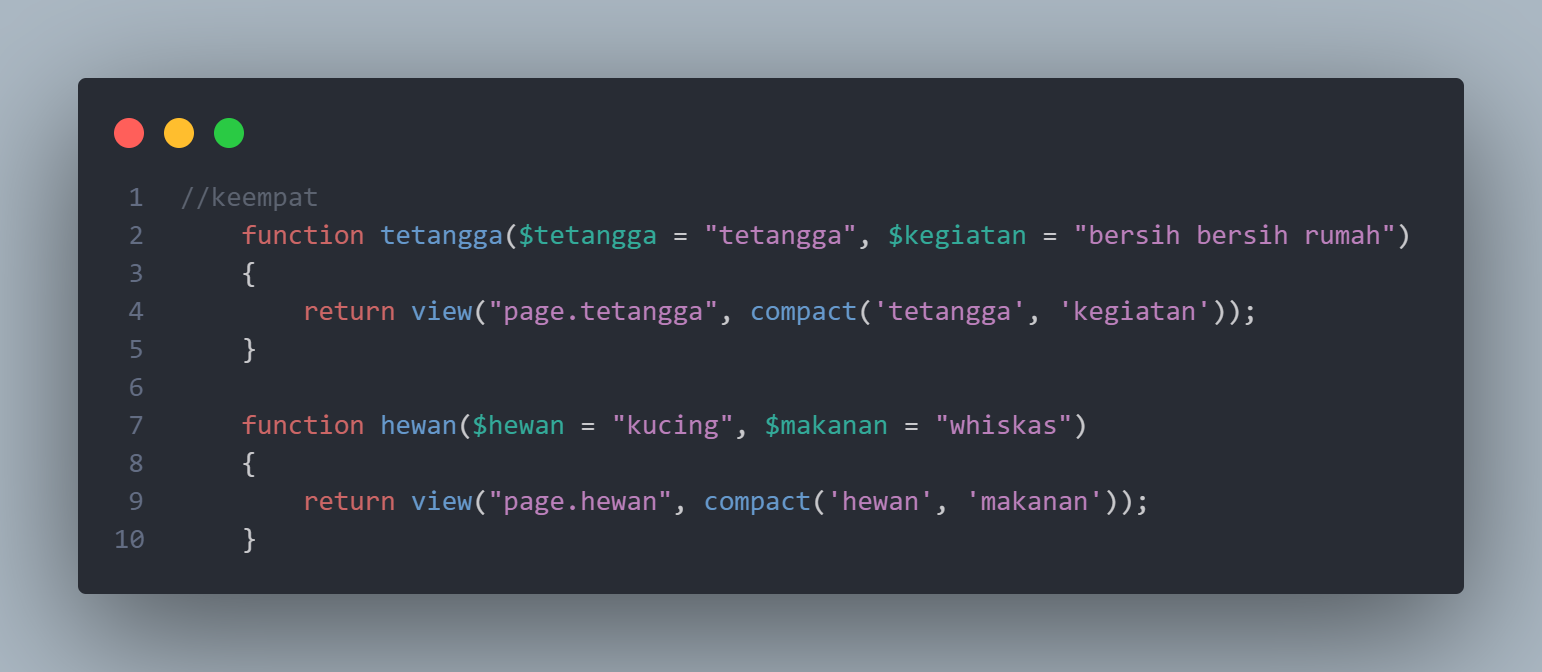 1 //keempat
2     function tetangga($tetangga = "tetangga", $kegiatan = "bersih bersih rumah")
3     {
4         return view("page.tetangga", compact('tetangga', 'kegiatan'));
5     }
6
7     function hewan($hewan = "kucing", $makanan = "whiskas")
8     {
9         return view("page.hewan", compact('hewan', 'makanan'));
10     }